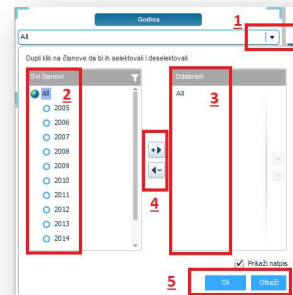 Godina
1
All
Dupli klik na članove da bi ih selektovali i deselektovali
Svi članovi
Odabrani
All
2
All
3
2005
2006
2007
2008
2009
4
2010
2011
2012
2013
2014
Prikaži natpis
5
Ok
Otkaži